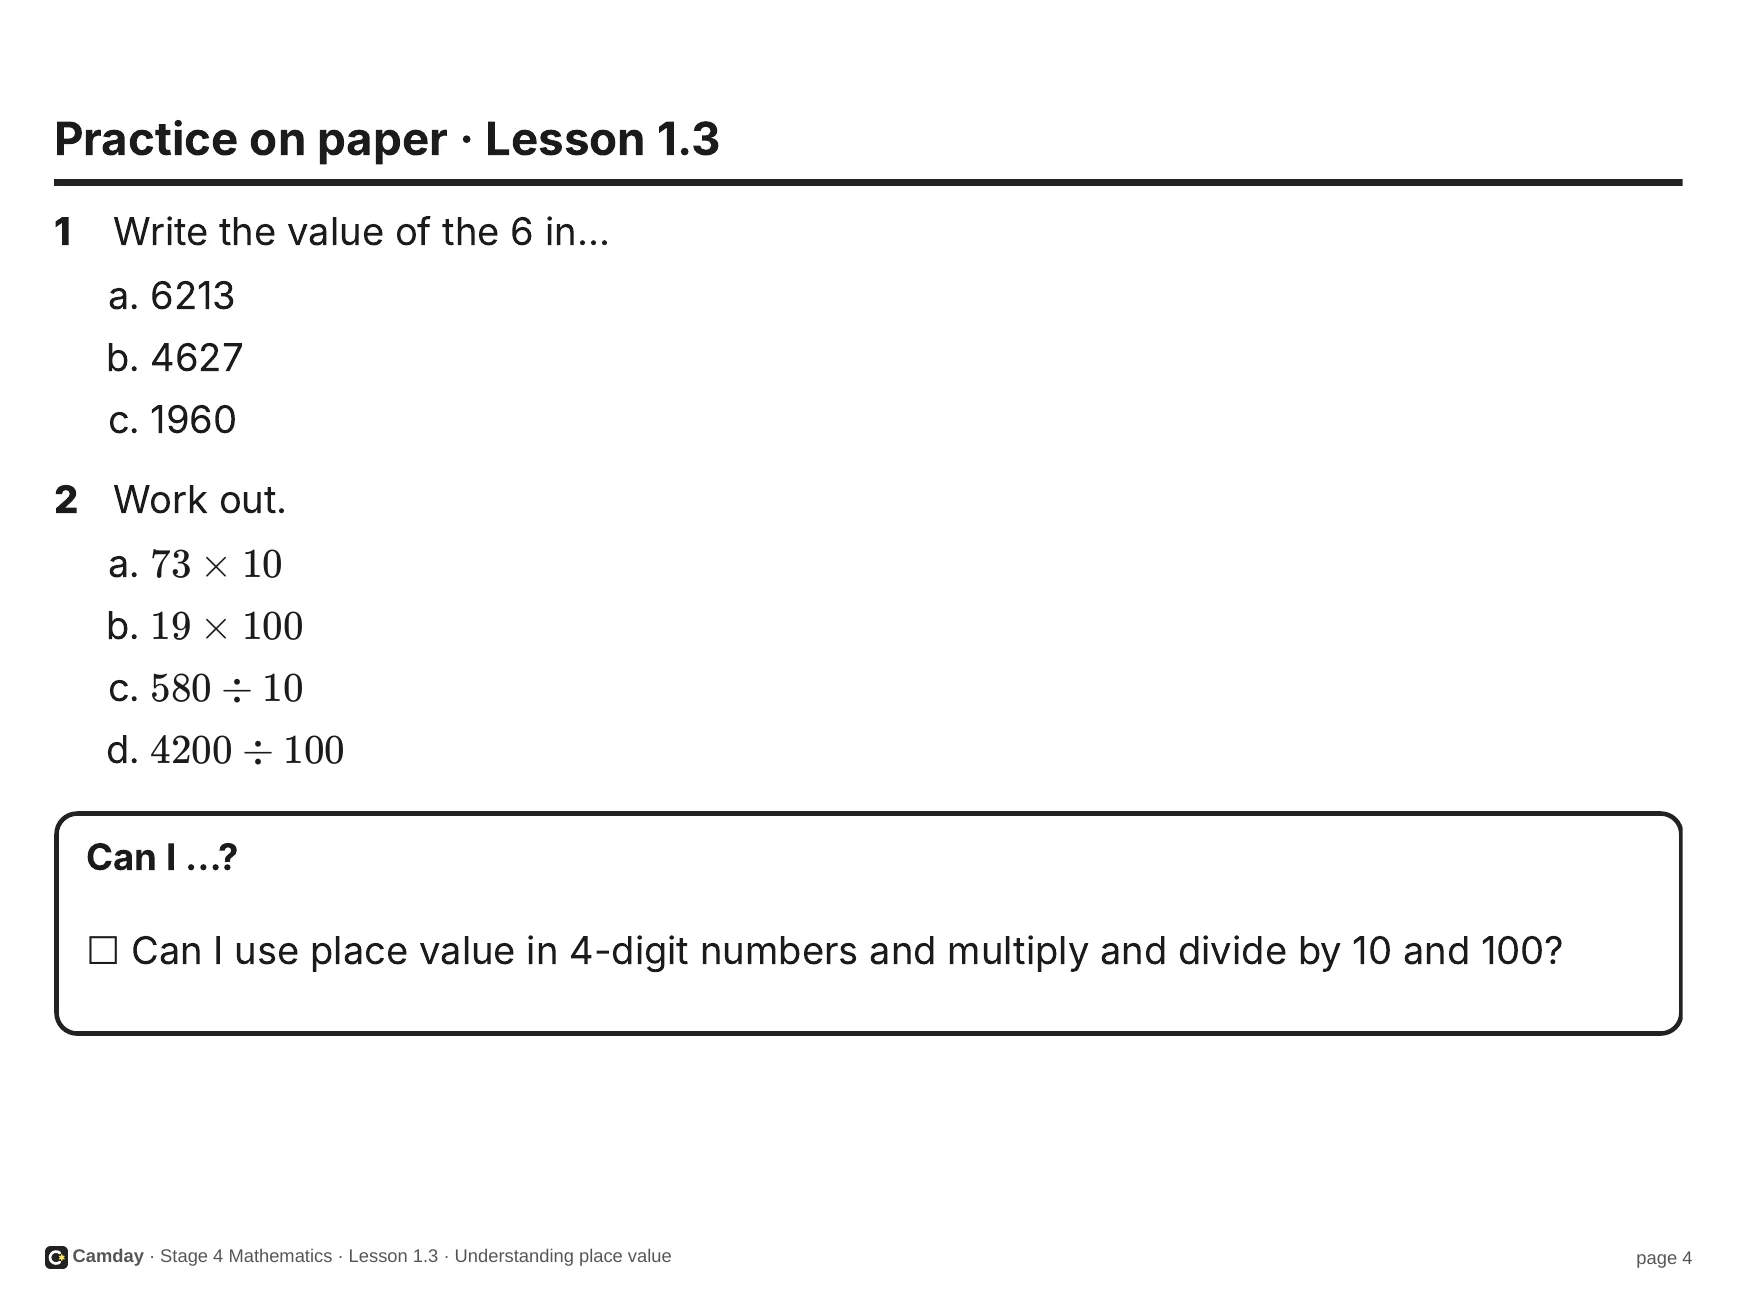 Practice on paper · Lesson 1.3
1 Write the value of the 6 in...
a. 6213
b. 4627
c. 1960
2 Work out.
a. 73 × 10
b. 19 × 100
c. 580 ÷ 10
d. 4200 ÷ 100
Can I ...?
☐ Can I use place value in 4-digit numbers and multiply and divide by 10 and 100?
Camday · Stage 4 Mathematics · Lesson 1.3 · Understanding place value
page 4